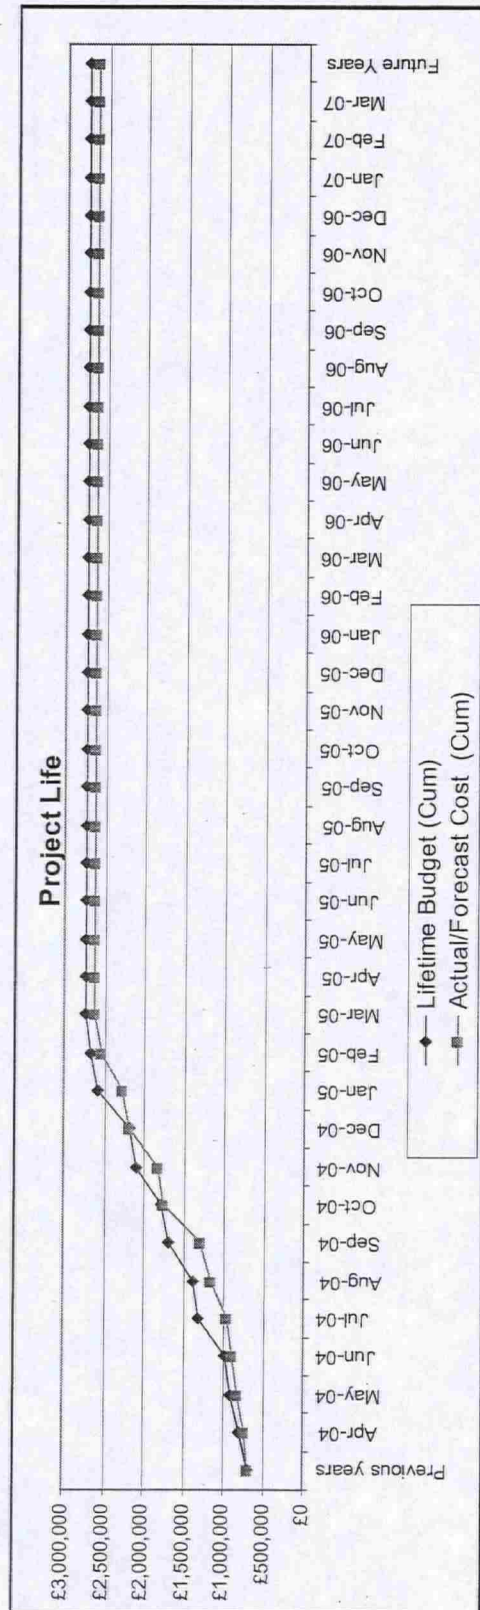 Project Life
£3,000,000
£2,500,000
£2,000,000
£1,500,000
£1,000,000
£500,000
£0
Previous years
Apr-04
May-04
Jun-04
Jul-04
Aug-04
Sep-04
Oct-04
Nov-04
Dec-04
Jan-05
Feb-05
Mar-05
Apr-05
May-05
Jun-05
Jul-05
Aug-05
Sep-05
Oct-05
Nov-05
Dec-05
Jan-06
Feb-06
Mar-06
Apr-06
May-06
Jun-06
Jul-06
Aug-06
Sep-06
Oct-06
Nov-06
Dec-06
Jan-07
Feb-07
Mar-07
Future Years
Lifetime Budget (Cum)
Actual/Forecast Cost (Cum)